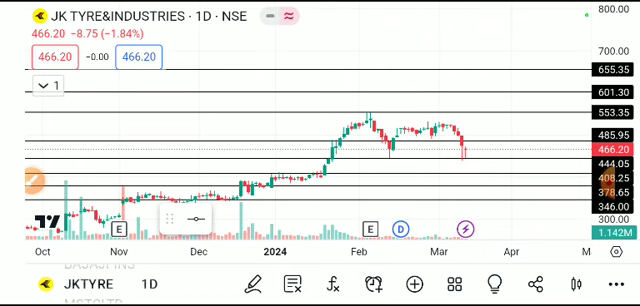 JK TYRE&INDUSTRIES · 1D · NSE
466.20 −8.75 (−1.84%)
466.20 −0.00 466.20
1
800.00
700.00
655.35
601.30
553.35
485.95
466.20
444.05
408.25
378.65
346.00
300.00
1.142M
E E D
Oct Nov Dec 2024 Feb Mar Apr M
JKTYRE 1D